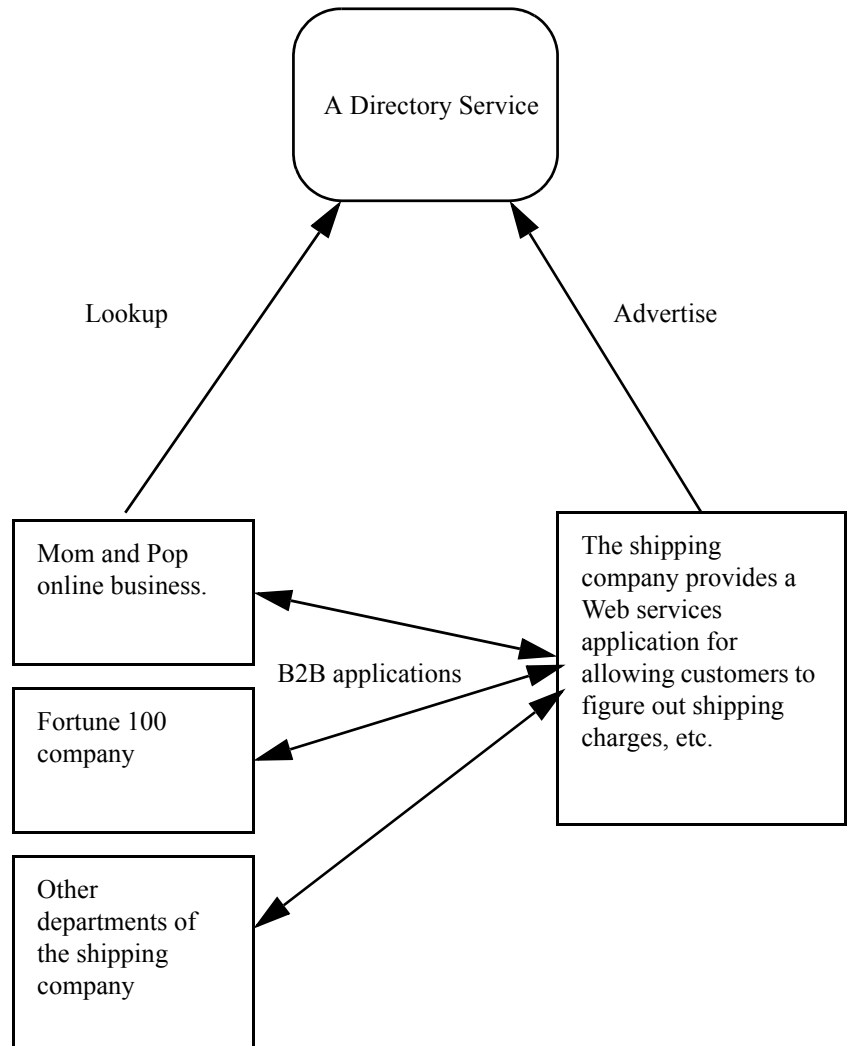 A Directory Service
Lookup
Advertise
Mom and Pop
online business.
The shipping
company provides a
Web services
application for
allowing customers to
figure out shipping
charges, etc.
B2B applications
Fortune 100
company
Other
departments of
the shipping
company